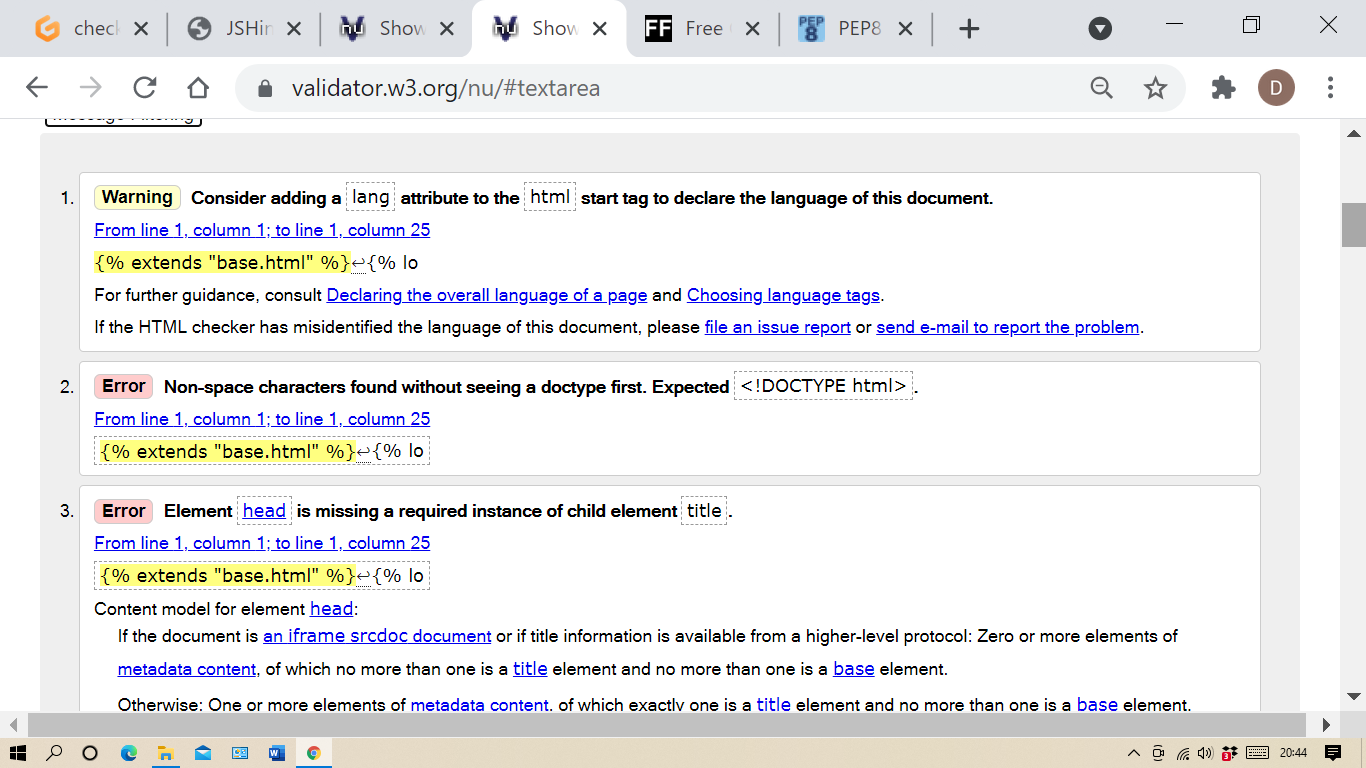 chec
JSHin
Show
Show
FF Free
PEP 8 PEP8
validator.w3.org/nu/#textarea
D
Message Filtering
1. Warning Consider adding a lang attribute to the html start tag to declare the language of this document.
From line 1, column 1; to line 1, column 25
{% extends "base.html" %}↩{% lo
For further guidance, consult Declaring the overall language of a page and Choosing language tags.
If the HTML checker has misidentified the language of this document, please file an issue report or send e-mail to report the problem.
2. Error Non-space characters found without seeing a doctype first. Expected <!DOCTYPE html>.
From line 1, column 1; to line 1, column 25
{% extends "base.html" %}↩{% lo
3. Error Element head is missing a required instance of child element title.
From line 1, column 1; to line 1, column 25
{% extends "base.html" %}↩{% lo
Content model for element head:
If the document is an iframe srcdoc document or if title information is available from a higher-level protocol: Zero or more elements of
metadata content, of which no more than one is a title element and no more than one is a base element.
Otherwise: One or more elements of metadata content, of which exactly one is a title element and no more than one is a base element.
20:44